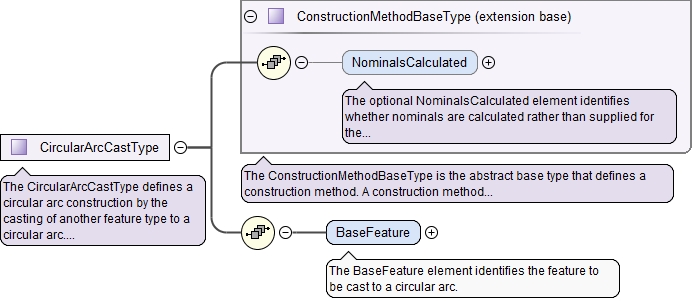 ConstructionMethodBaseType (extension base)
NominalsCalculated
The optional NominalsCalculated element identifies
whether nominals are calculated rather than supplied for
the...
CircularArcCastType
The CircularArcCastType defines a
circular arc construction by the
casting of another feature type to a
circular arc....
The ConstructionMethodBaseType is the abstract base type that defines a
construction method. A construction method...
BaseFeature
The BaseFeature element identifies the feature to
be cast to a circular arc.